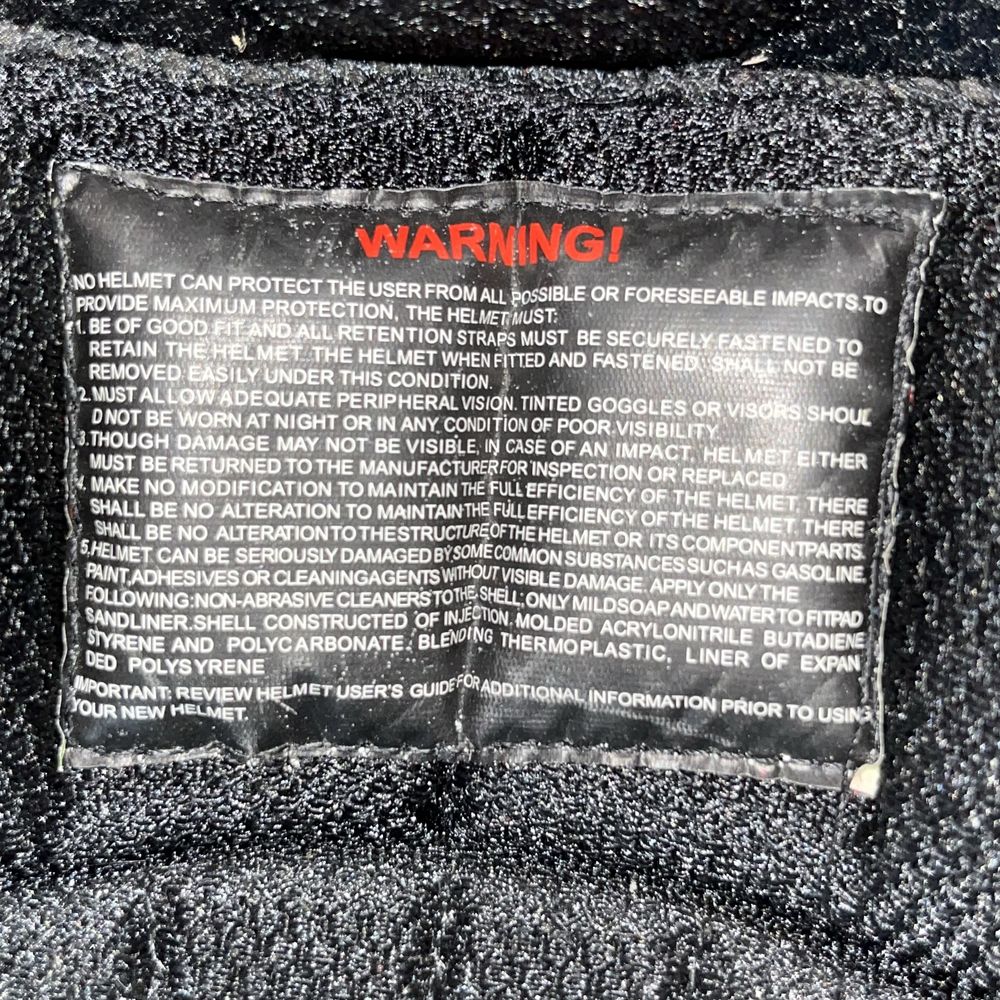 WARNING!
NO HELMET CAN PROTECT THE USER FROM ALL POSSIBLE OR FORESEEABLE IMPACTS.TO
PROVIDE MAXIMUM PROTECTION, THE HELMET MUST:
1. BE OF GOOD FIT AND ALL RETENTION STRAPS MUST BE SECURELY FASTENED TO
RETAIN THE HELMET. THE HELMET WHEN FITTED AND FASTENED, SHALL NOT BE
REMOVED EASILY UNDER THIS CONDITION.
2. MUST ALLOW ADEQUATE PERIPHERAL VISION. TINTED GOGGLES OR VISORS SHOUL
D NOT BE WORN AT NIGHT OR IN ANY CONDITION OF POOR VISIBILITY
3.THOUGH DAMAGE MAY NOT BE VISIBLE, IN CASE OF AN IMPACT, HELMET EITHER
MUST BE RETURNED TO THE MANUFACTURER FOR INSPECTION OR REPLACED
4. MAKE NO MODIFICATION TO MAINTAIN THE FULL EFFICIENCY OF THE HELMET. THERE
SHALL BE NO ALTERATION TO MAINTAIN THE FULL EFFICIENCY OF THE HELMET. THERE
SHALL BE NO ALTERATION TO THE STRUCTURE OF THE HELMET OR ITS COMPONENTPARTS.
5.HELMET CAN BE SERIOUSLY DAMAGED BY SOME COMMON SUBSTANCES SUCH AS GASOLINE,
PAINT,ADHESIVES OR CLEANINGAGENTS WITHOUT VISIBLE DAMAGE. APPLY ONLY THE
FOLLOWING:NON-ABRASIVE CLEANERS TO THE SHELL; ONLY MILDSOAP AND WATER TO FITPAD
SANDLINER.SHELL CONSTRUCTED OF INJECTION. MOLDED ACRYLONITRILE BUTADIENE
STYRENE AND POLYCARBONATE. BLENDING THERMOPLASTIC, LINER OF EXPAN
DED POLYSYRENE
IMPORTANT: REVIEW HELMET USER'S GUIDE FOR ADDITIONAL INFORMATION PRIOR TO USING
YOUR NEW HELMET.